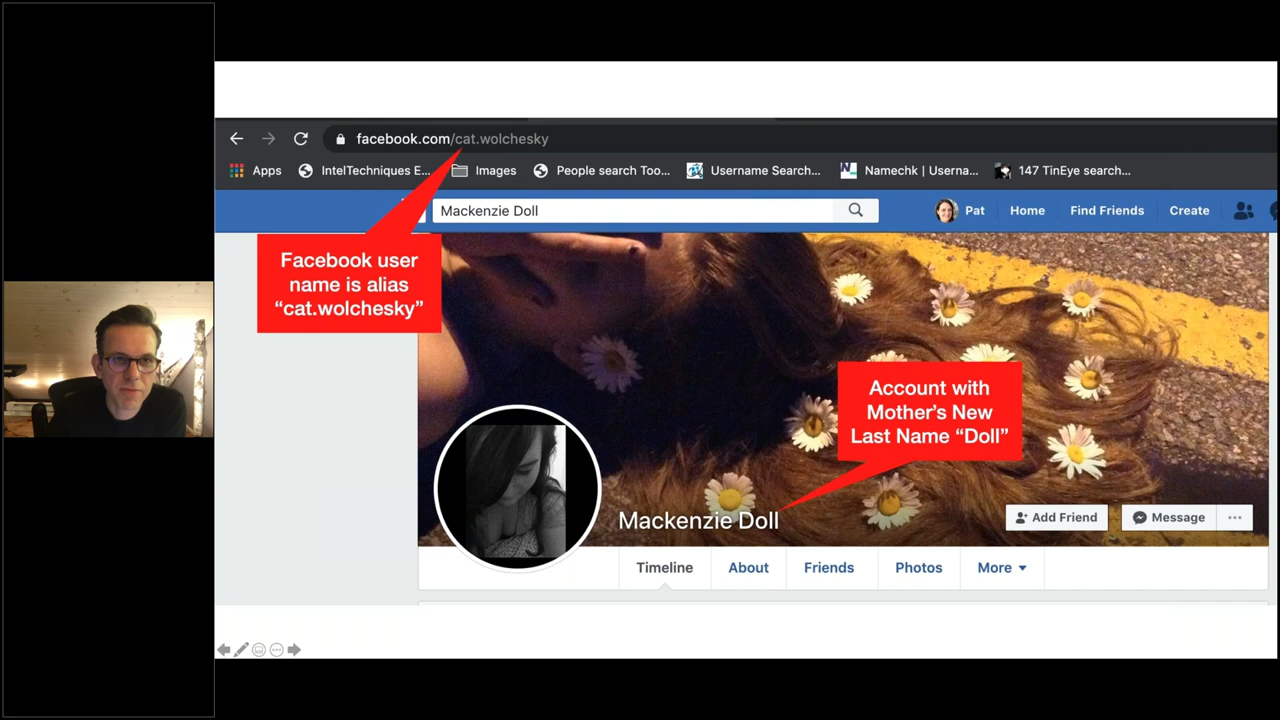 facebook.com/cat.wolchesky
Apps IntelTechniques E... Images People search Too... Username Search... Namechk | Userna... 147 TinEye search...
Mackenzie Doll
Pat Home Find Friends Create
Facebook user
name is alias
“cat.wolchesky”
Account with
Mother’s New
Last Name “Doll”
Mackenzie Doll
Add Friend Message
Timeline About Friends Photos More